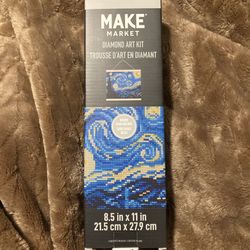 MAKE
MARKET
DIAMOND ART KIT
TROUSSE D'ART EN DIAMANT
8.5 in x 11 in
21.5 cm x 27.9 cm